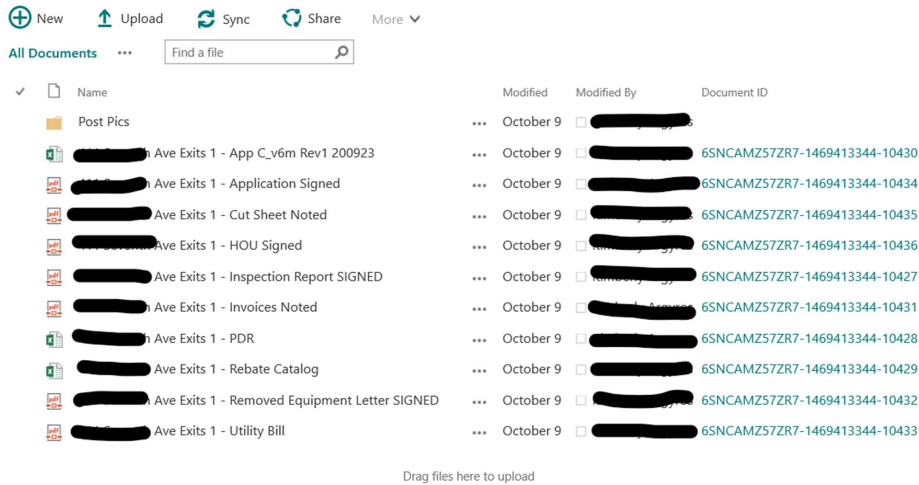 New Upload Sync Share More
All Documents ... Find a file
Name Modified Modified By Document ID
Post Pics ... October 9
Ave Exits 1 - App C_v6m Rev1 200923 ... October 9 6SNCAMZ57ZR7-1469413344-10430
Ave Exits 1 - Application Signed ... October 9 6SNCAMZ57ZR7-1469413344-10434
Ave Exits 1 - Cut Sheet Noted ... October 9 6SNCAMZ57ZR7-1469413344-10435
Ave Exits 1 - HOU Signed ... October 9 6SNCAMZ57ZR7-1469413344-10436
Ave Exits 1 - Inspection Report SIGNED ... October 9 6SNCAMZ57ZR7-1469413344-10427
Ave Exits 1 - Invoices Noted ... October 9 6SNCAMZ57ZR7-1469413344-10431
Ave Exits 1 - PDR ... October 9 6SNCAMZ57ZR7-1469413344-10428
Ave Exits 1 - Rebate Catalog ... October 9 6SNCAMZ57ZR7-1469413344-10429
Ave Exits 1 - Removed Equipment Letter SIGNED ... October 9 6SNCAMZ57ZR7-1469413344-10432
Ave Exits 1 - Utility Bill ... October 9 6SNCAMZ57ZR7-1469413344-10433
Drag files here to upload